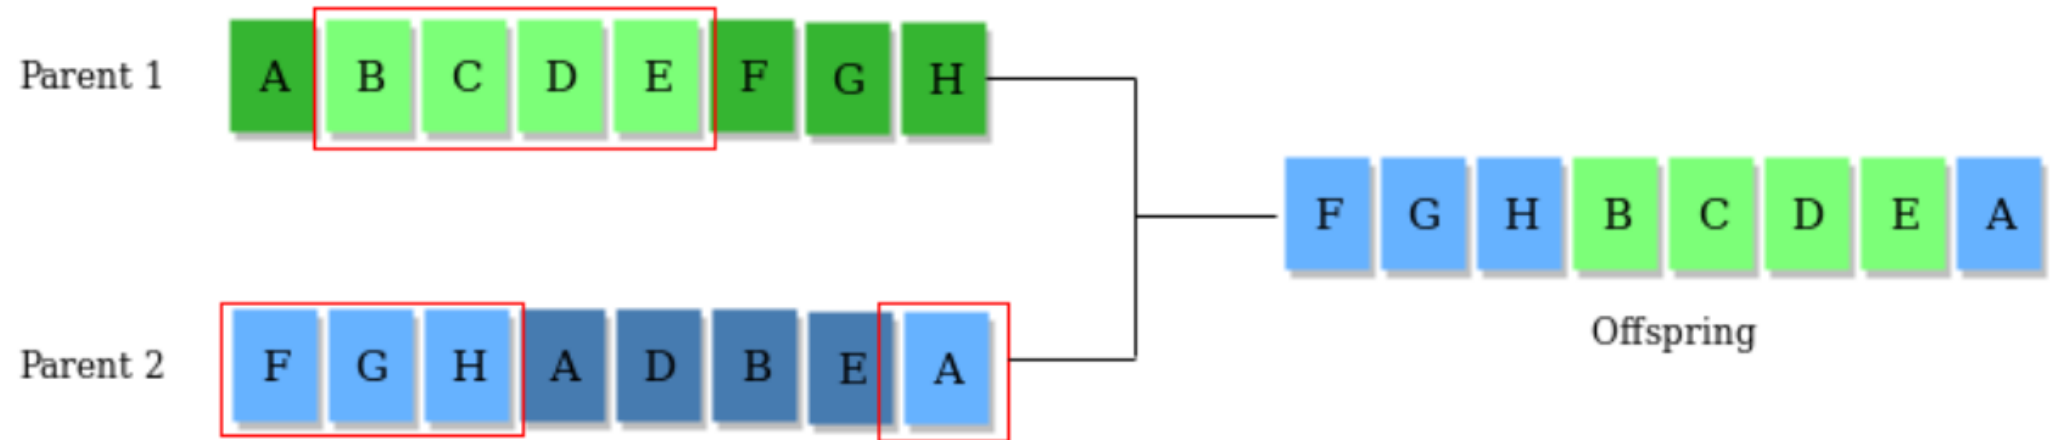 Parent 1 A B C D E F G H
F G H B C D E A
Offspring
Parent 2 F G H A D B E A